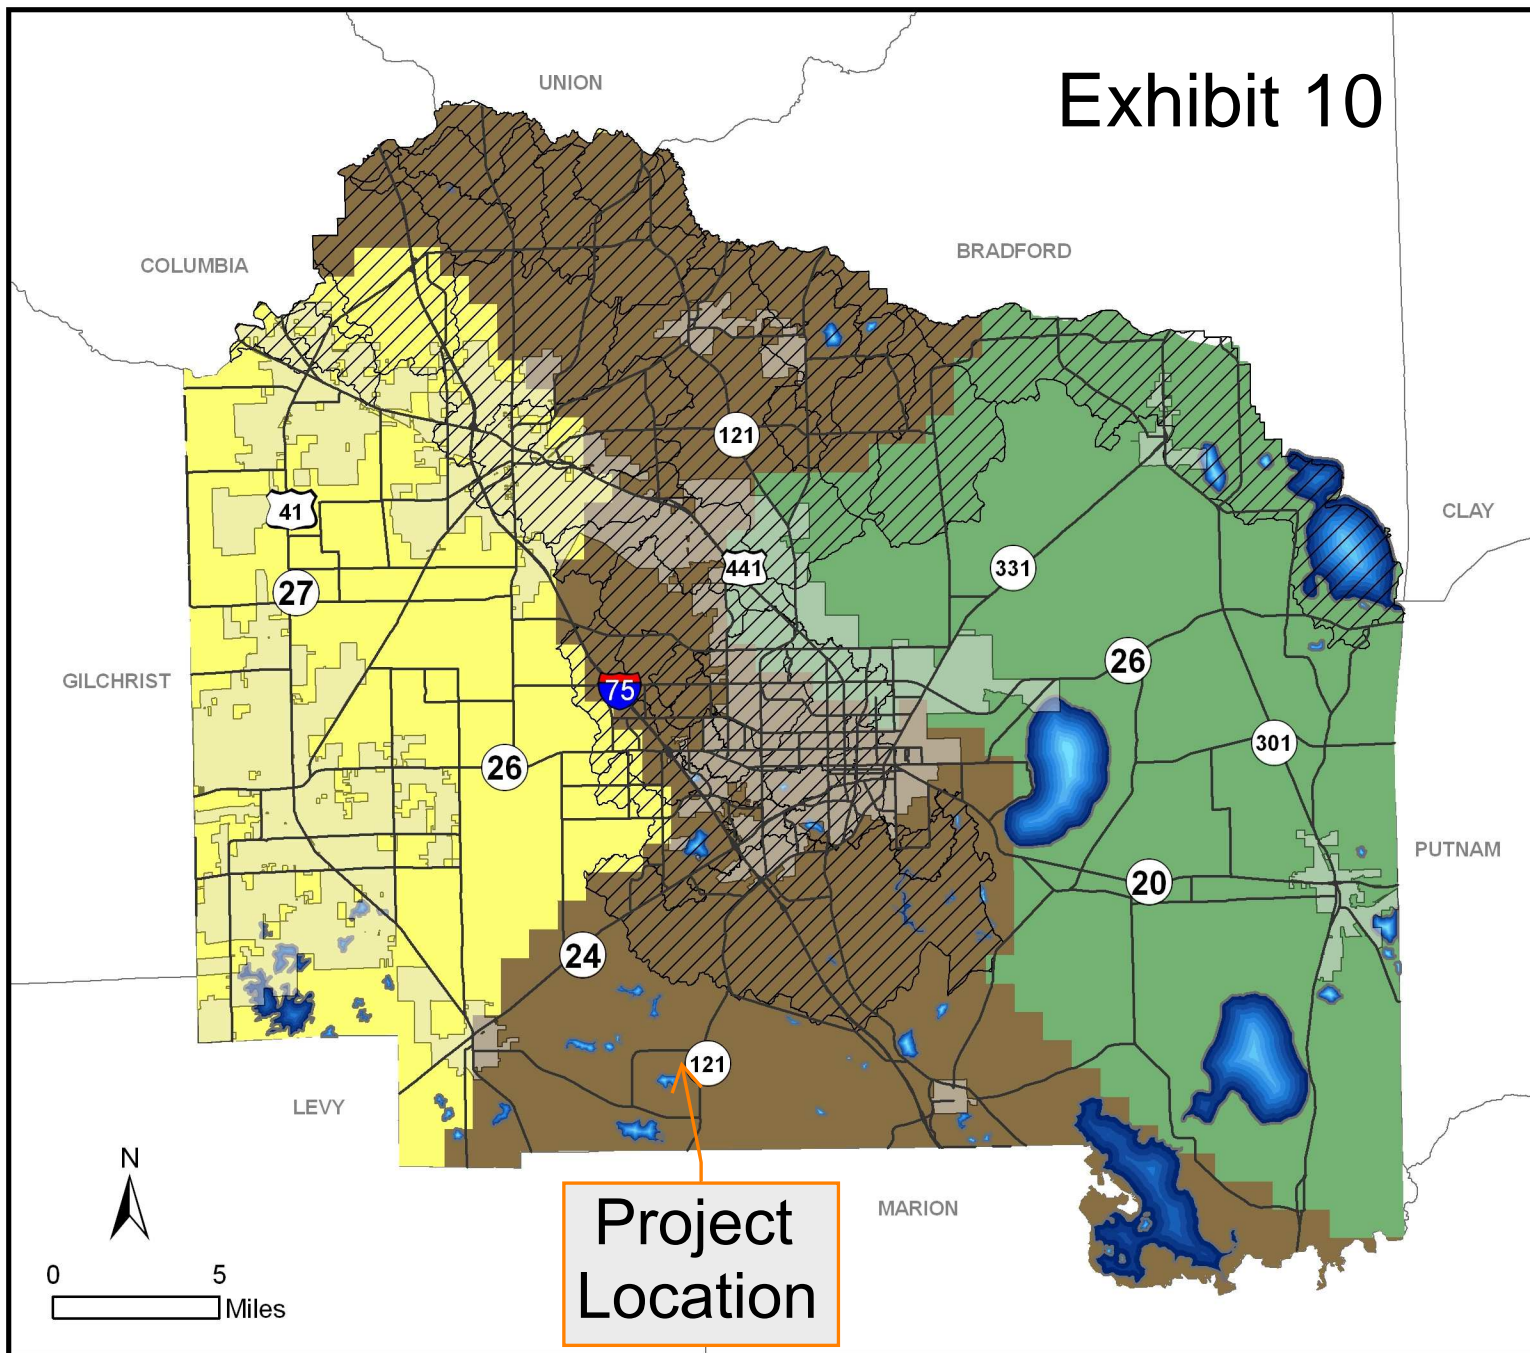 UNION
Exhibit 10
COLUMBIA
BRADFORD
121
41
CLAY
441
331
27
26
GILCHRIST
75
301
26
PUTNAM
20
24
121
LEVY
N
Project
Location
MARION
0 5
Miles